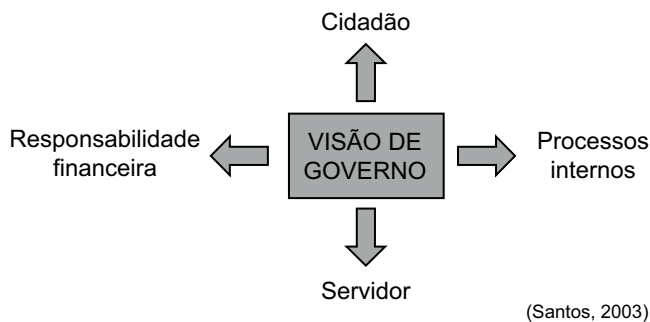 Cidadão
Responsabilidade
financeira
VISÃO DE
GOVERNO
Processos
internos
Servidor
(Santos, 2003)